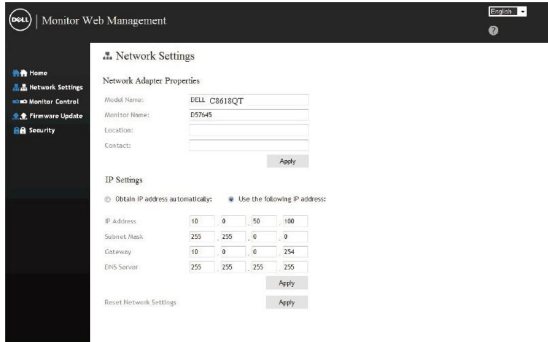 DELL
Monitor Web Management
English
?
Network Settings
Home
Network Settings
Monitor Control
Firmware Update
Security
Network Adapter Properties
Model Name: DELL C8618QT
Monitor Name: D57645
Location:
Contact:
Apply
IP Settings
Obtain IP address automatically: Use the following IP address:
IP Address 10 . 0 . 50 . 100
Subnet Mask 255 . 255 . 0 . 0
Gateway 10 . 0 . 0 . 254
DNS Server 255 . 255 . 255 . 255
Apply
Reset Network Settings Apply